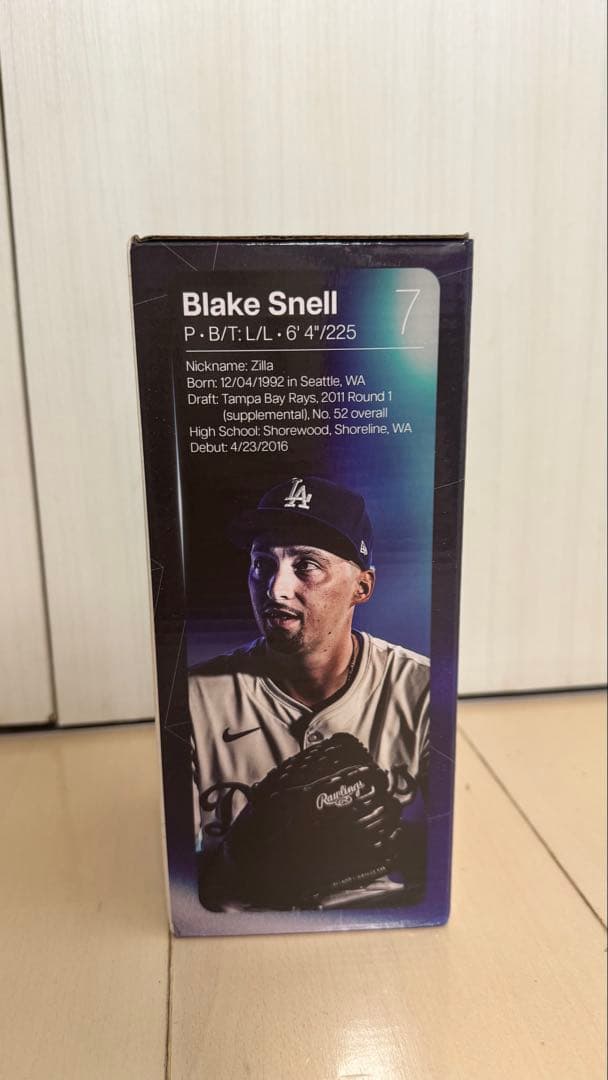 Blake Snell
7
P • B/T: L/L • 6' 4"/225
Nickname: Zilla
Born: 12/04/1992 in Seattle, WA
Draft: Tampa Bay Rays, 2011 Round 1
(supplemental), No. 52 overall
High School: Shorewood, Shoreline, WA
Debut: 4/23/2016
LA
Rawlings